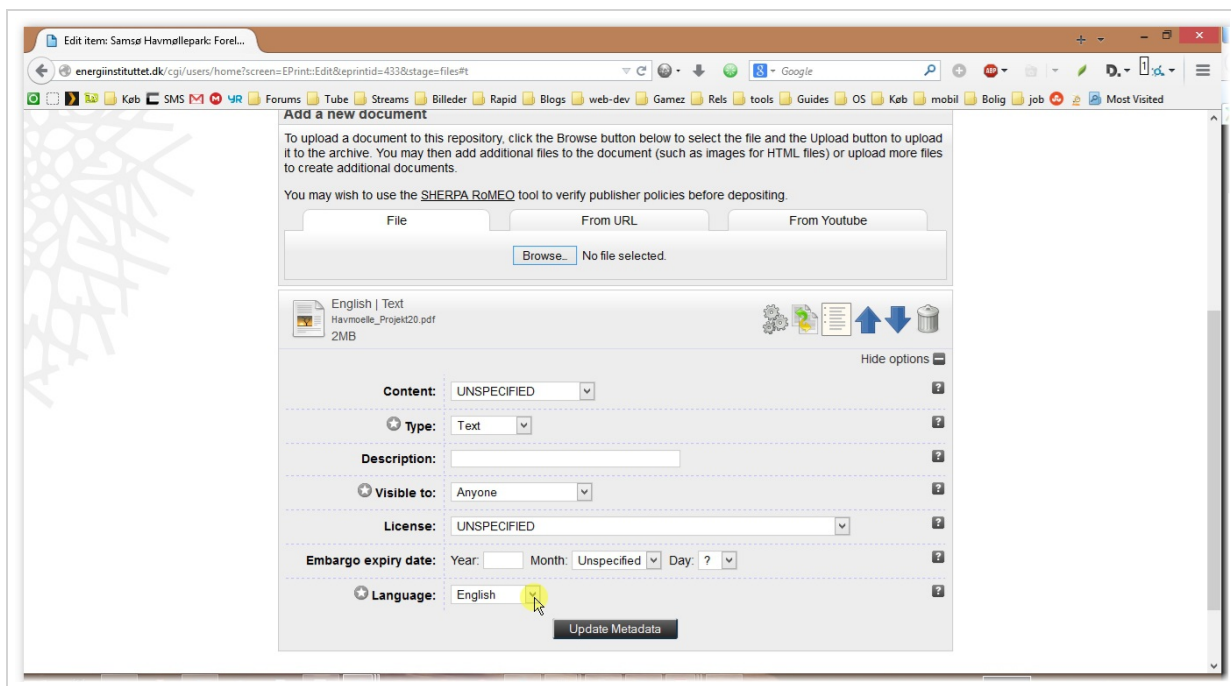 Edit item: Samsø Havmøllepark: Forel...
energiinstituttet.dk/cgi/users/home?screen=EPrint::Edit&eprintid=433&stage=files#t
Google
Køb SMS YR Forums Tube Streams Billeder Rapid Blogs web-dev Gamez Rels tools Guides OS Køb mobil Bolig job Most Visited
Add a new document
To upload a document to this repository, click the Browse button below to select the file and the Upload button to upload
it to the archive. You may then add additional files to the document (such as images for HTML files) or upload more files
to create additional documents.
You may wish to use the SHERPA RoMEO tool to verify publisher policies before depositing.
File From URL From Youtube
Browse... No file selected.
English | Text
Havmoelle_Projekt20.pdf
2MB
Hide options
Content: UNSPECIFIED ?
Type: Text ?
Description: ?
Visible to: Anyone ?
License: UNSPECIFIED ?
Embargo expiry date: Year: Month: Unspecified Day: ? ?
Language: English ?
Update Metadata